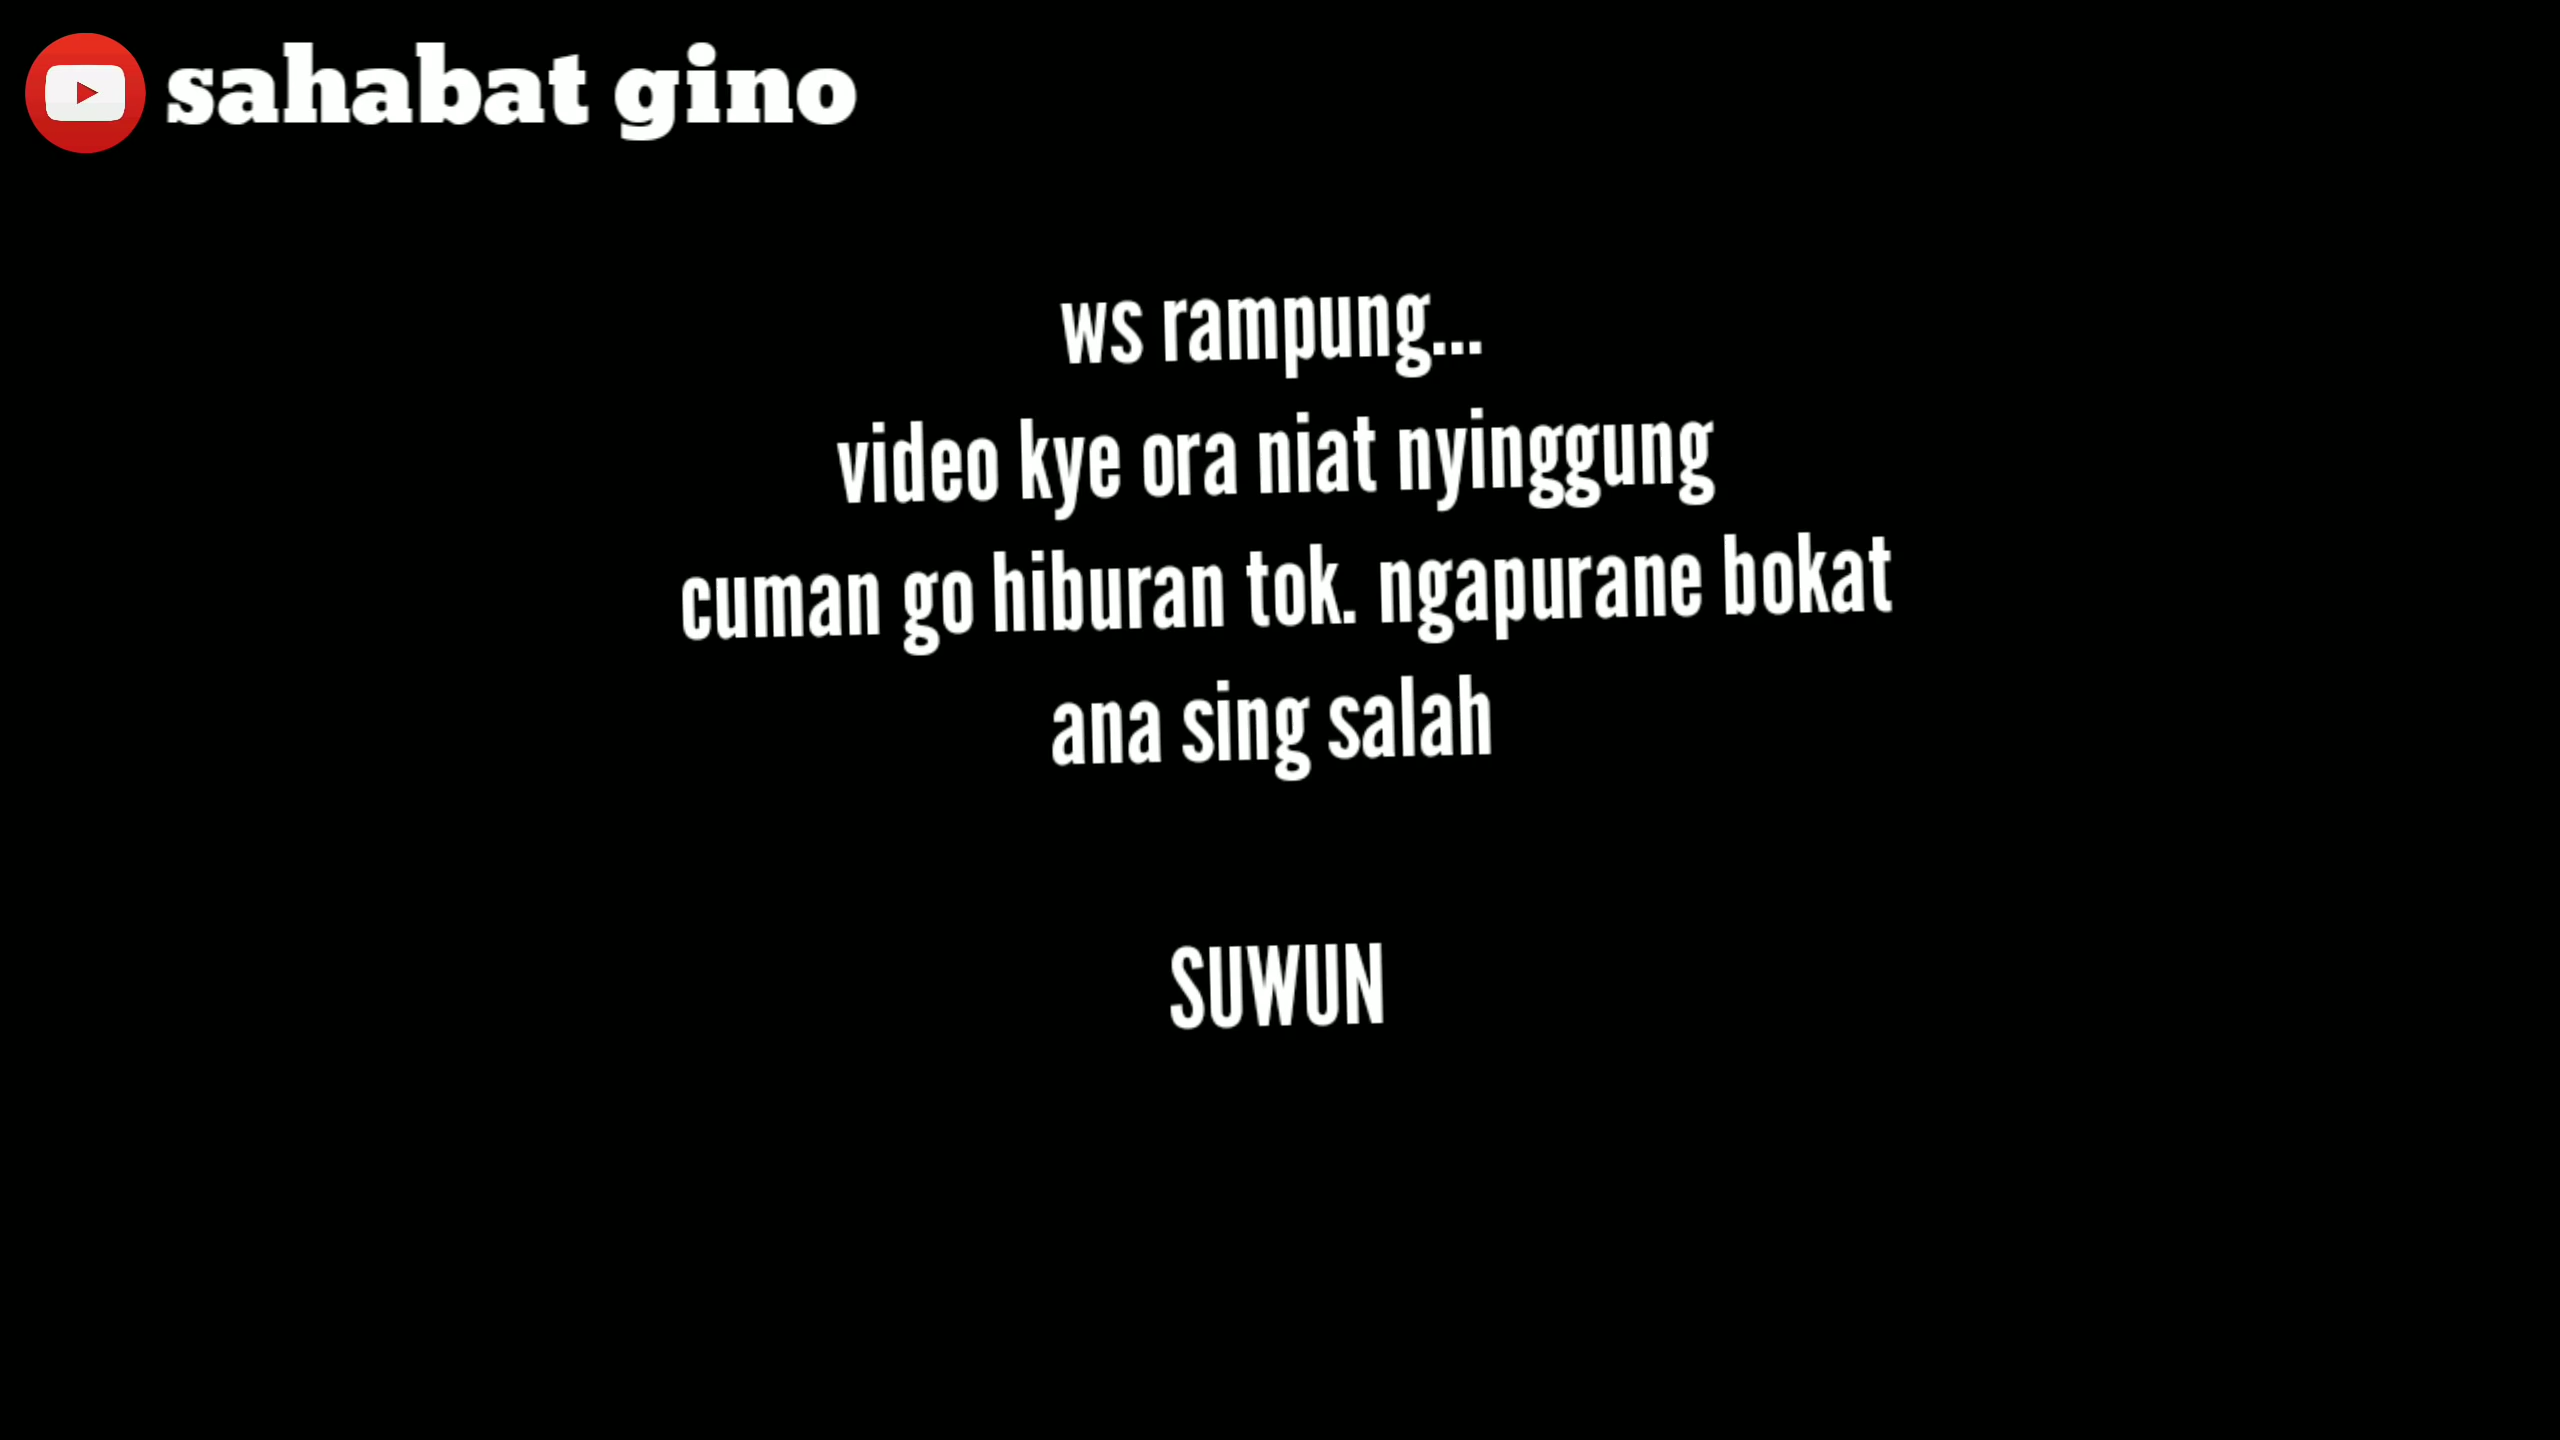 sahabat gino
ws rampung...
video kye ora niat nyinggung
cuman go hiburan tok. ngapurane bokat
ana sing salah
SUWUN